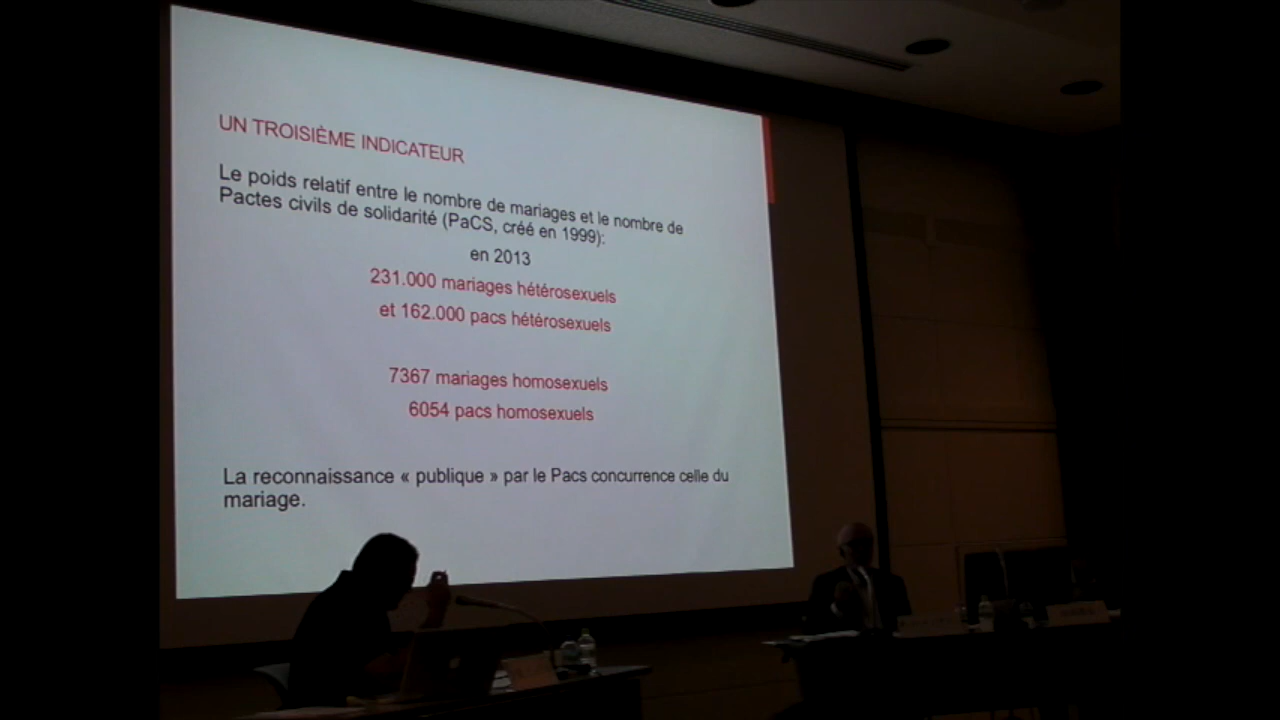 UN TROISIÈME INDICATEUR
Le poids relatif entre le nombre de mariages et le nombre de
Pactes civils de solidarité (PaCS, créé en 1999):
en 2013
231.000 mariages hétérosexuels
et 162.000 pacs hétérosexuels
7367 mariages homosexuels
6054 pacs homosexuels
La reconnaissance « publique » par le Pacs concurrence celle du
mariage.